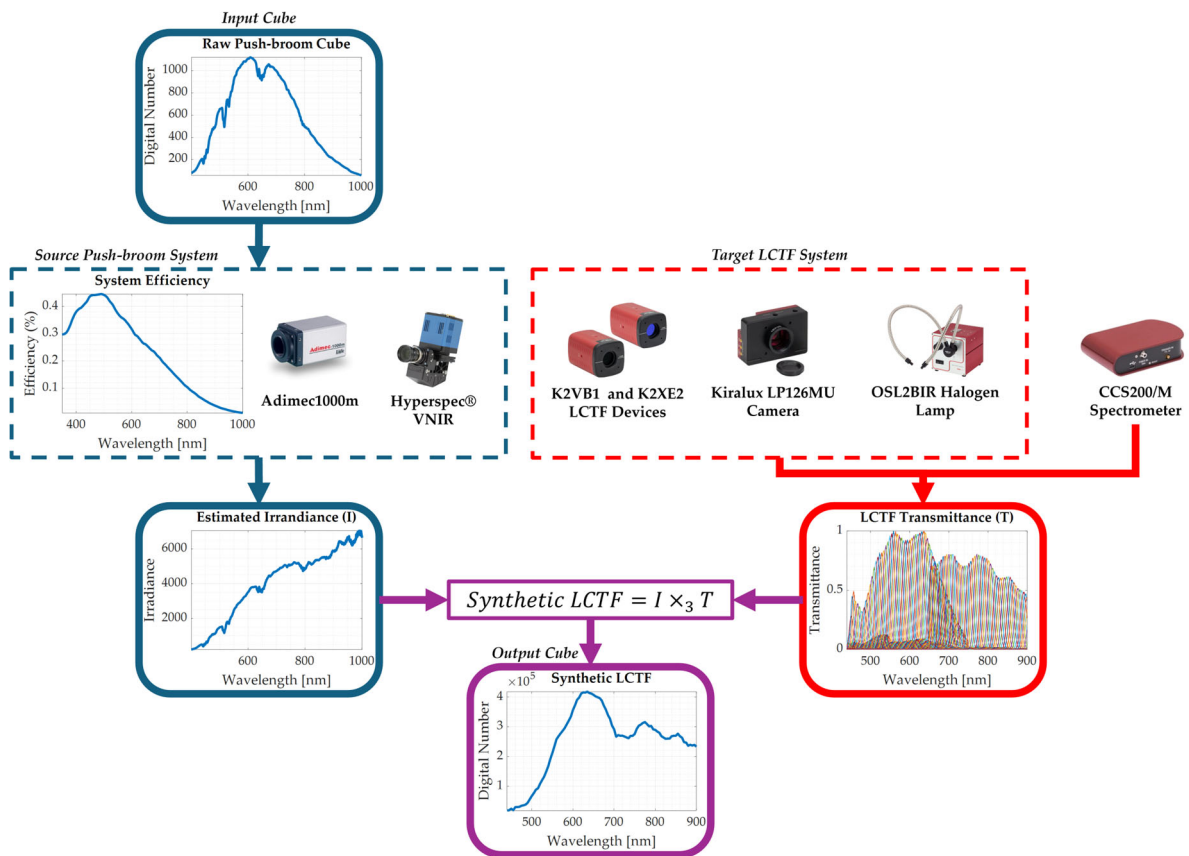 Input Cube
Raw Push-broom Cube
Digital Number
1000
800
600
400
200
600
800
1000
Wavelength [nm]
Source Push-broom System
System Efficiency
Efficiency (%)
0.4
0.3
0.2
0.1
400
600
800
1000
Wavelength [nm]
Adimec
Adimec1000m
Hyperspec®
VNIR
Target LCTF System
K2VB1 and K2XE2
LCTF Devices
Kiralux LP126MU
Camera
OSL2BIR Halogen
Lamp
CCS200/M
Spectrometer
Estimated Irrandiance (I)
Irradiance
6000
4000
2000
600
800
1000
Wavelength [nm]
Synthetic LCTF = I ×₃ T
LCTF Transmittance (T)
Transmittance
1
0.5
0
500
600
700
800
900
Wavelength [nm]
Output Cube
×10⁵
Synthetic LCTF
Digital Number
4
3
2
1
500
600
700
800
900
Wavelength [nm]